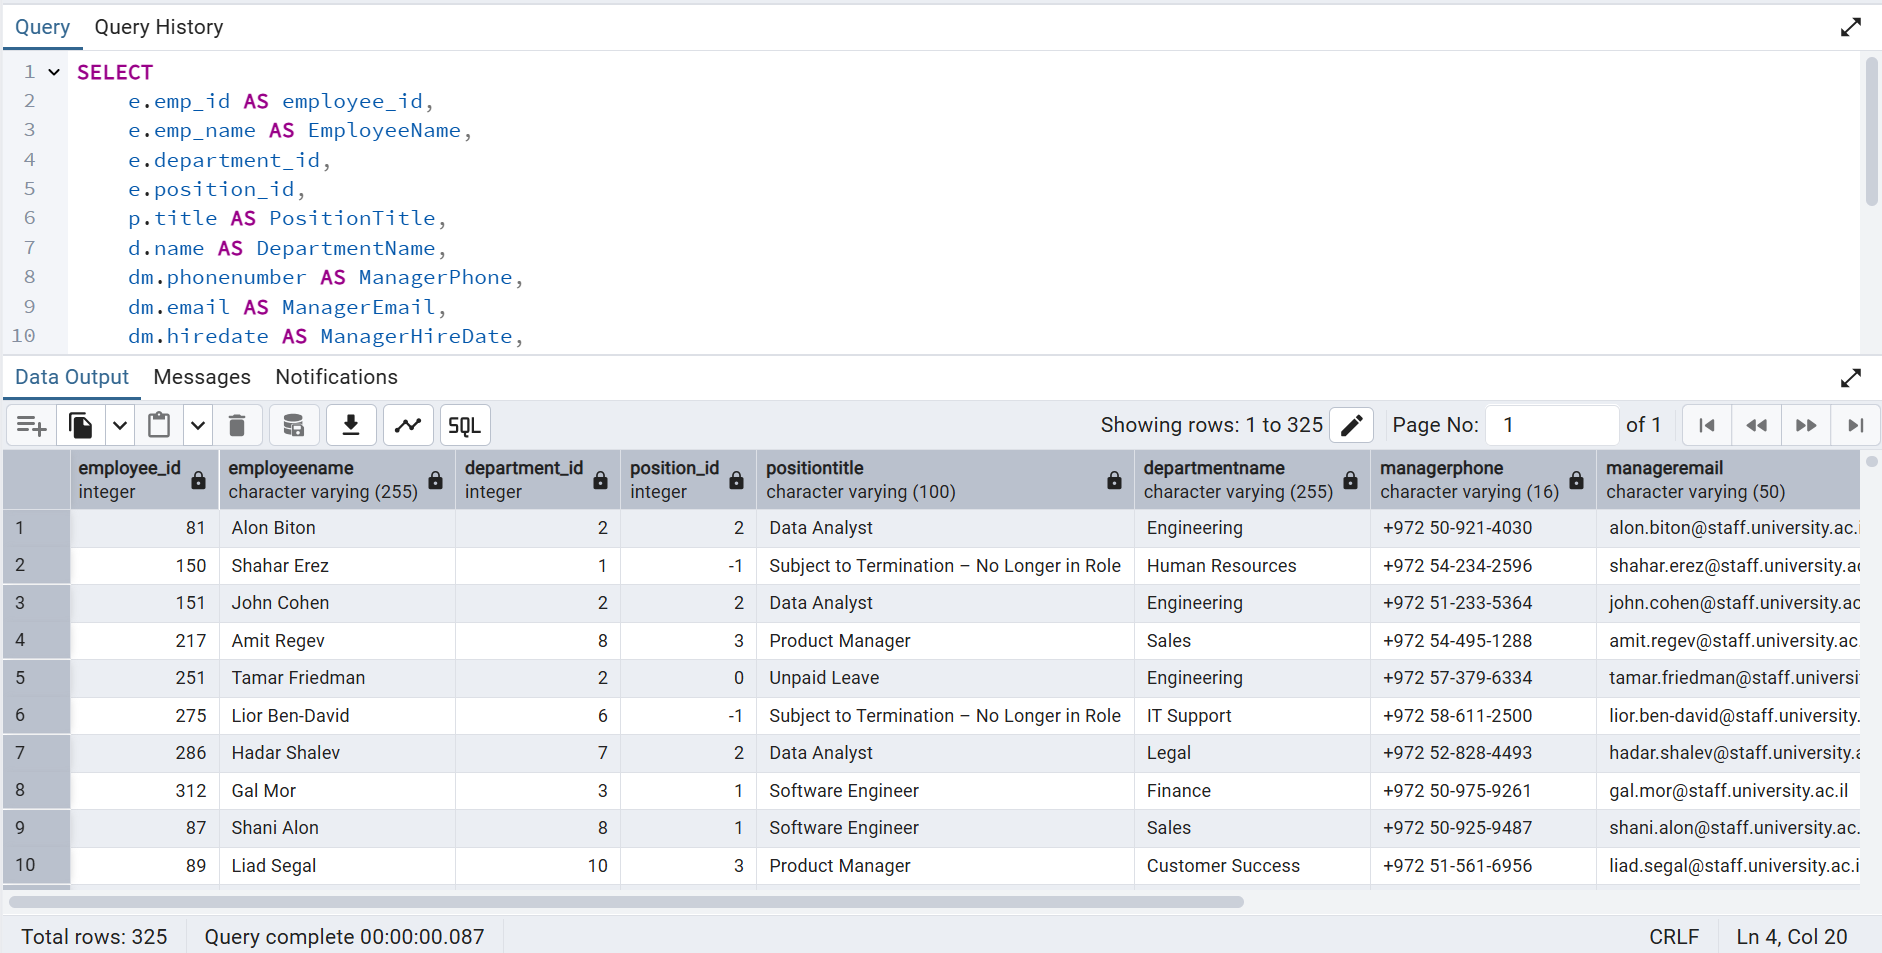 Query Query History
1 SELECT
2 e.emp_id AS employee_id,
3 e.emp_name AS EmployeeName,
4 e.department_id,
5 e.position_id,
6 p.title AS PositionTitle,
7 d.name AS DepartmentName,
8 dm.phonenumber AS ManagerPhone,
9 dm.email AS ManagerEmail,
10 dm.hiredate AS ManagerHireDate,
Data Output Messages Notifications
SQL Showing rows: 1 to 325 Page No: 1 of 1
employee_id department_id position_id positiontitle departmentname managerphone manageremail employeename
integer character varying (255) integer integer character varying (100) character varying (255) character varying (16) character varying (50)
1 81 Alon Biton 2 2 Data Analyst Engineering +972 50-921-4030 alon.biton@staff.university.ac.i
2 150 Shahar Erez 1 -1 Subject to Termination – No Longer in Role Human Resources +972 54-234-2596 shahar.erez@staff.university.ac
3 151 John Cohen 2 2 Data Analyst Engineering +972 51-233-5364 john.cohen@staff.university.ac
4 217 Amit Regev 8 3 Product Manager Sales +972 54-495-1288 amit.regev@staff.university.ac.
5 251 Tamar Friedman 2 0 Unpaid Leave Engineering +972 57-379-6334 tamar.friedman@staff.universi
6 275 Lior Ben-David 6 -1 Subject to Termination – No Longer in Role IT Support +972 58-611-2500 lior.ben-david@staff.university.
7 286 Hadar Shalev 7 2 Data Analyst Legal +972 52-828-4493 hadar.shalev@staff.university.a
8 312 Gal Mor 3 1 Software Engineer Finance +972 50-975-9261 gal.mor@staff.university.ac.il
9 87 Shani Alon 8 1 Software Engineer Sales +972 50-925-9487 shani.alon@staff.university.ac.
10 89 Liad Segal 10 3 Product Manager Customer Success +972 51-561-6956 liad.segal@staff.university.ac.i
Total rows: 325 Query complete 00:00:00.087 CRLF Ln 4, Col 20